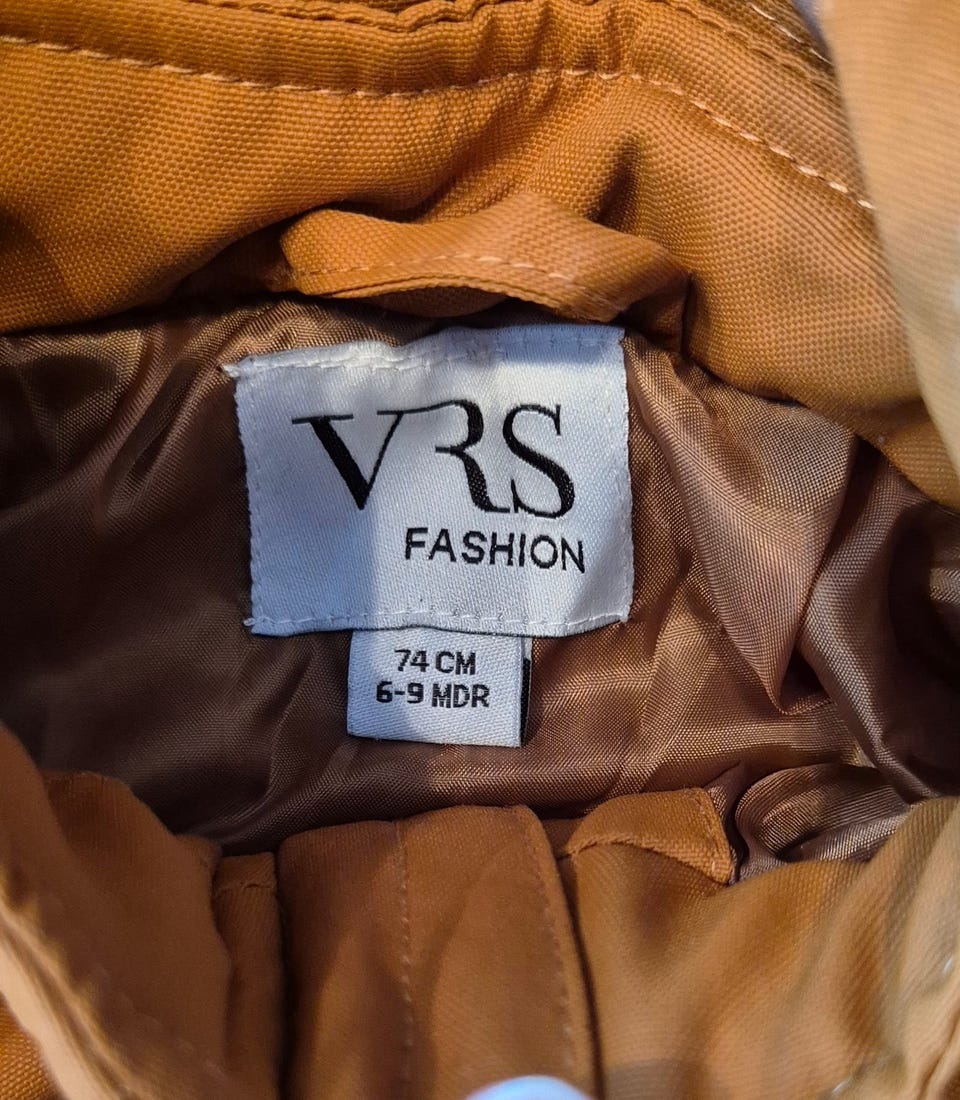 VRS
FASHION
74 CM
6-9 MDR